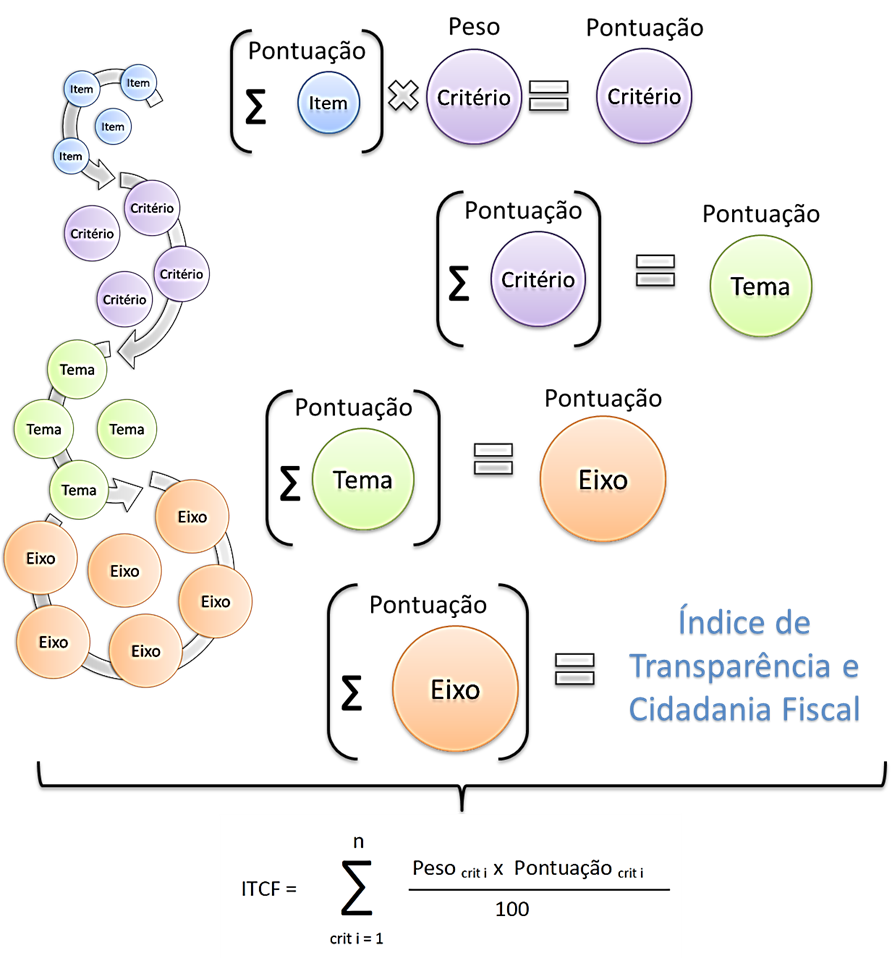 Item
Item
Item
Item
Critério
Critério
Critério
Critério
Tema
Tema
Tema
Tema
Eixo
Eixo
Eixo
Eixo
Eixo
Eixo
Pontuação
Σ Item
Peso
Critério
Pontuação
Critério
Pontuação
Σ Critério
Pontuação
Tema
Pontuação
Σ Tema
Pontuação
Eixo
Pontuação
Σ Eixo
Índice de
Transparência e
Cidadania Fiscal
n
ITCF = Σ Peso crit i x Pontuação crit i
100
crit i = 1